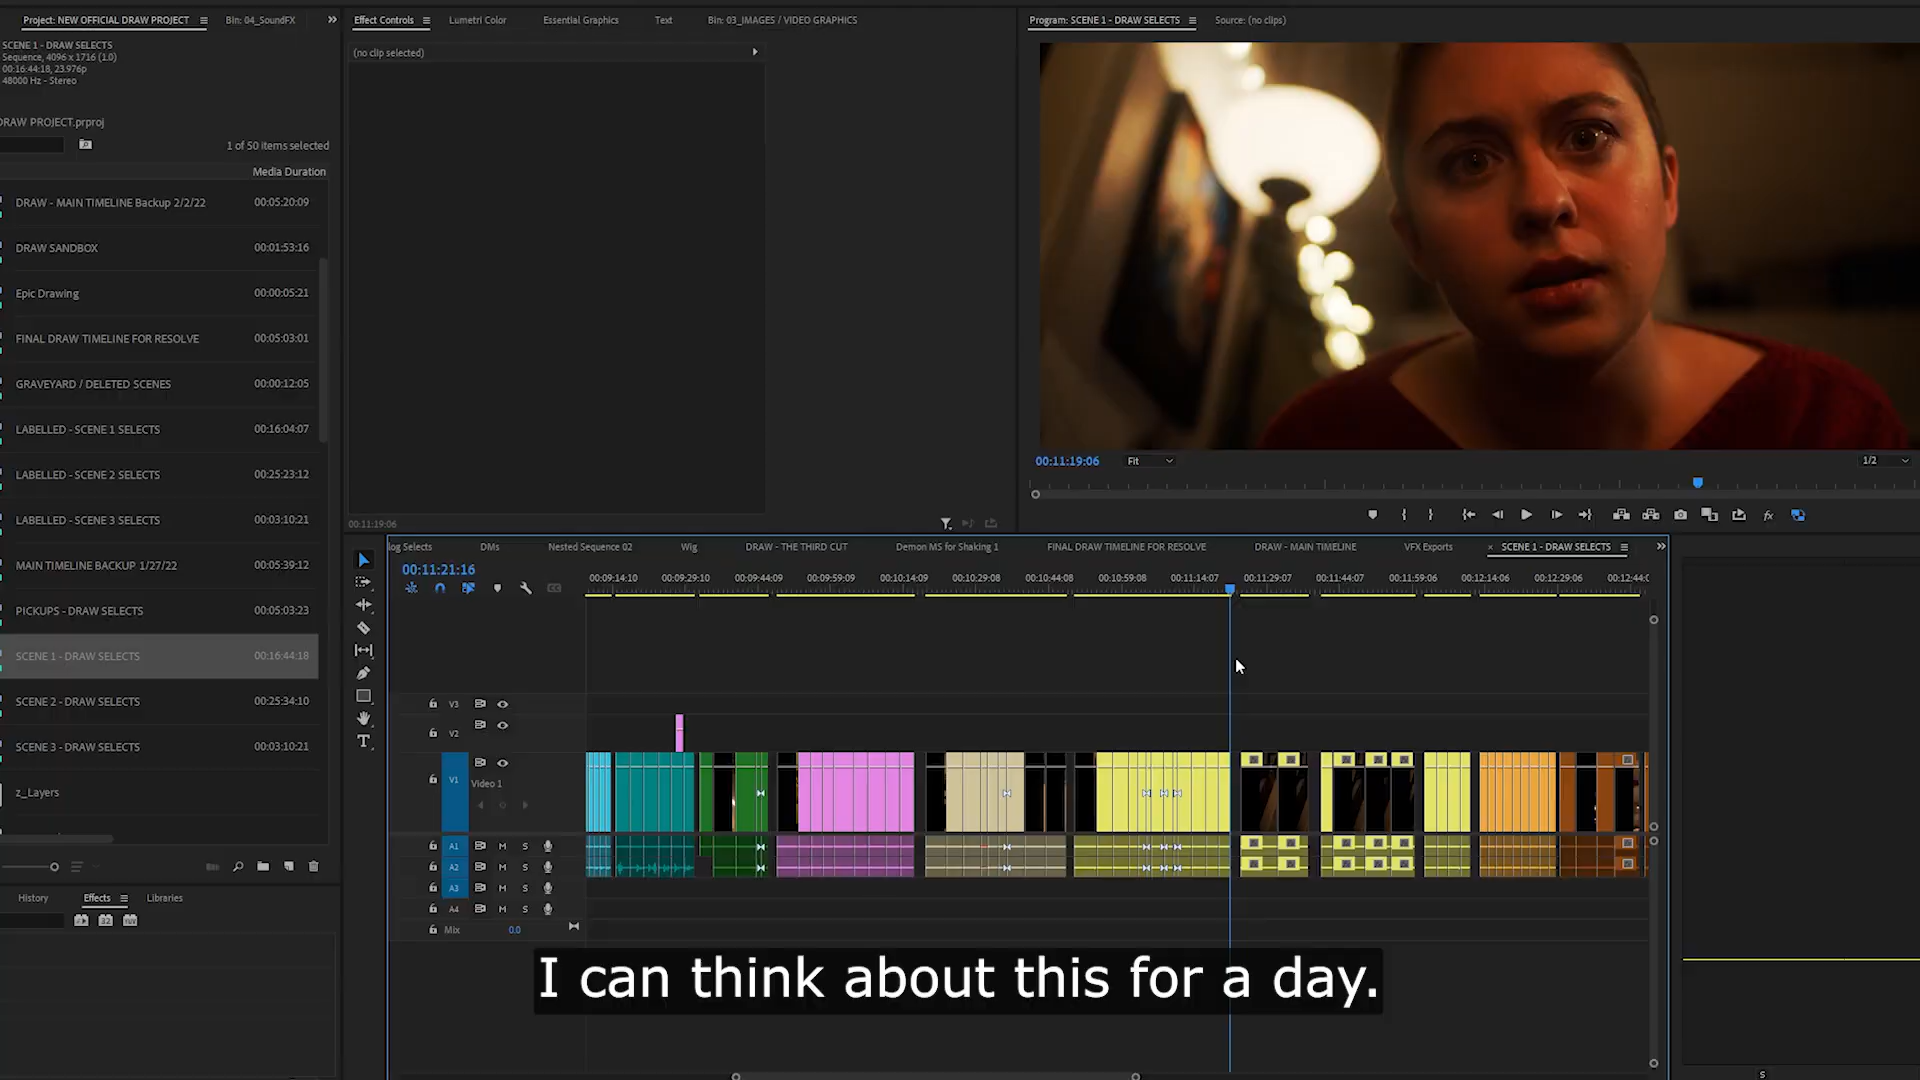 Project: NEW OFFICIAL DRAW PROJECT
Bin: 04_SoundFX
SCENE 1 - DRAW SELECTS
Sequence, 4096 x 1716 (1.0)
00:16:44:18, 23.976p
48000 Hz - Stereo
DRAW PROJECT.prproj
1 of 50 items selected
Media Duration
DRAW - MAIN TIMELINE Backup 2/2/22 00:05:20:09
DRAW SANDBOX 00:01:53:16
Epic Drawing 00:00:05:21
FINAL DRAW TIMELINE FOR RESOLVE 00:05:03:01
GRAVEYARD / DELETED SCENES 00:00:12:05
LABELLED - SCENE 1 SELECTS 00:16:04:07
LABELLED - SCENE 2 SELECTS 00:25:23:12
LABELLED - SCENE 3 SELECTS 00:03:10:21
MAIN TIMELINE BACKUP 1/27/22 00:05:39:12
PICKUPS - DRAW SELECTS 00:05:03:23
SCENE 1 - DRAW SELECTS 00:16:44:18
SCENE 2 - DRAW SELECTS 00:25:34:10
SCENE 3 - DRAW SELECTS 00:03:10:21
z_Layers
History Effects Libraries
Effect Controls Lumetri Color Essential Graphics Text Bin: 03_IMAGES / VIDEO GRAPHICS
(no clip selected)
00:11:19:06
Program: SCENE 1 - DRAW SELECTS Source: (no clips)
00:11:19:06 Fit 1/2
fx
log Selects DMs Nested Sequence 02 Wig DRAW - THE THIRD CUT Demon MS for Shaking 1 FINAL DRAW TIMELINE FOR RESOLVE DRAW - MAIN TIMELINE VFX Exports SCENE 1 - DRAW SELECTS
00:11:21:16
00:09:14:10 00:09:29:10 00:09:44:09 00:09:59:09 00:10:14:09 00:10:29:08 00:10:44:08 00:10:59:08 00:11:14:07 00:11:29:07 00:11:44:07 00:11:59:06 00:12:14:06 00:12:29:06 00:12:44:0
V3
V2
V1 Video 1
A1 M S
A2 M S
A3 M S
A4 M S
Mix 0.0
I can think about this for a day.
S